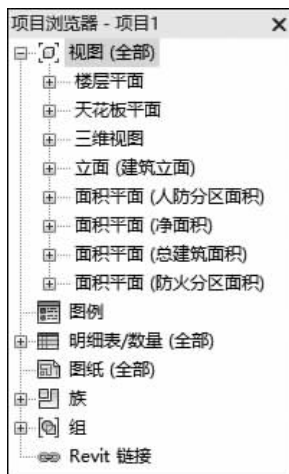 项目浏览器 - 项目1
视图 (全部)
楼层平面
天花板平面
三维视图
立面 (建筑立面)
面积平面 (人防分区面积)
面积平面 (净面积)
面积平面 (总建筑面积)
面积平面 (防火分区面积)
图例
明细表/数量 (全部)
图纸 (全部)
族
组
Revit 链接